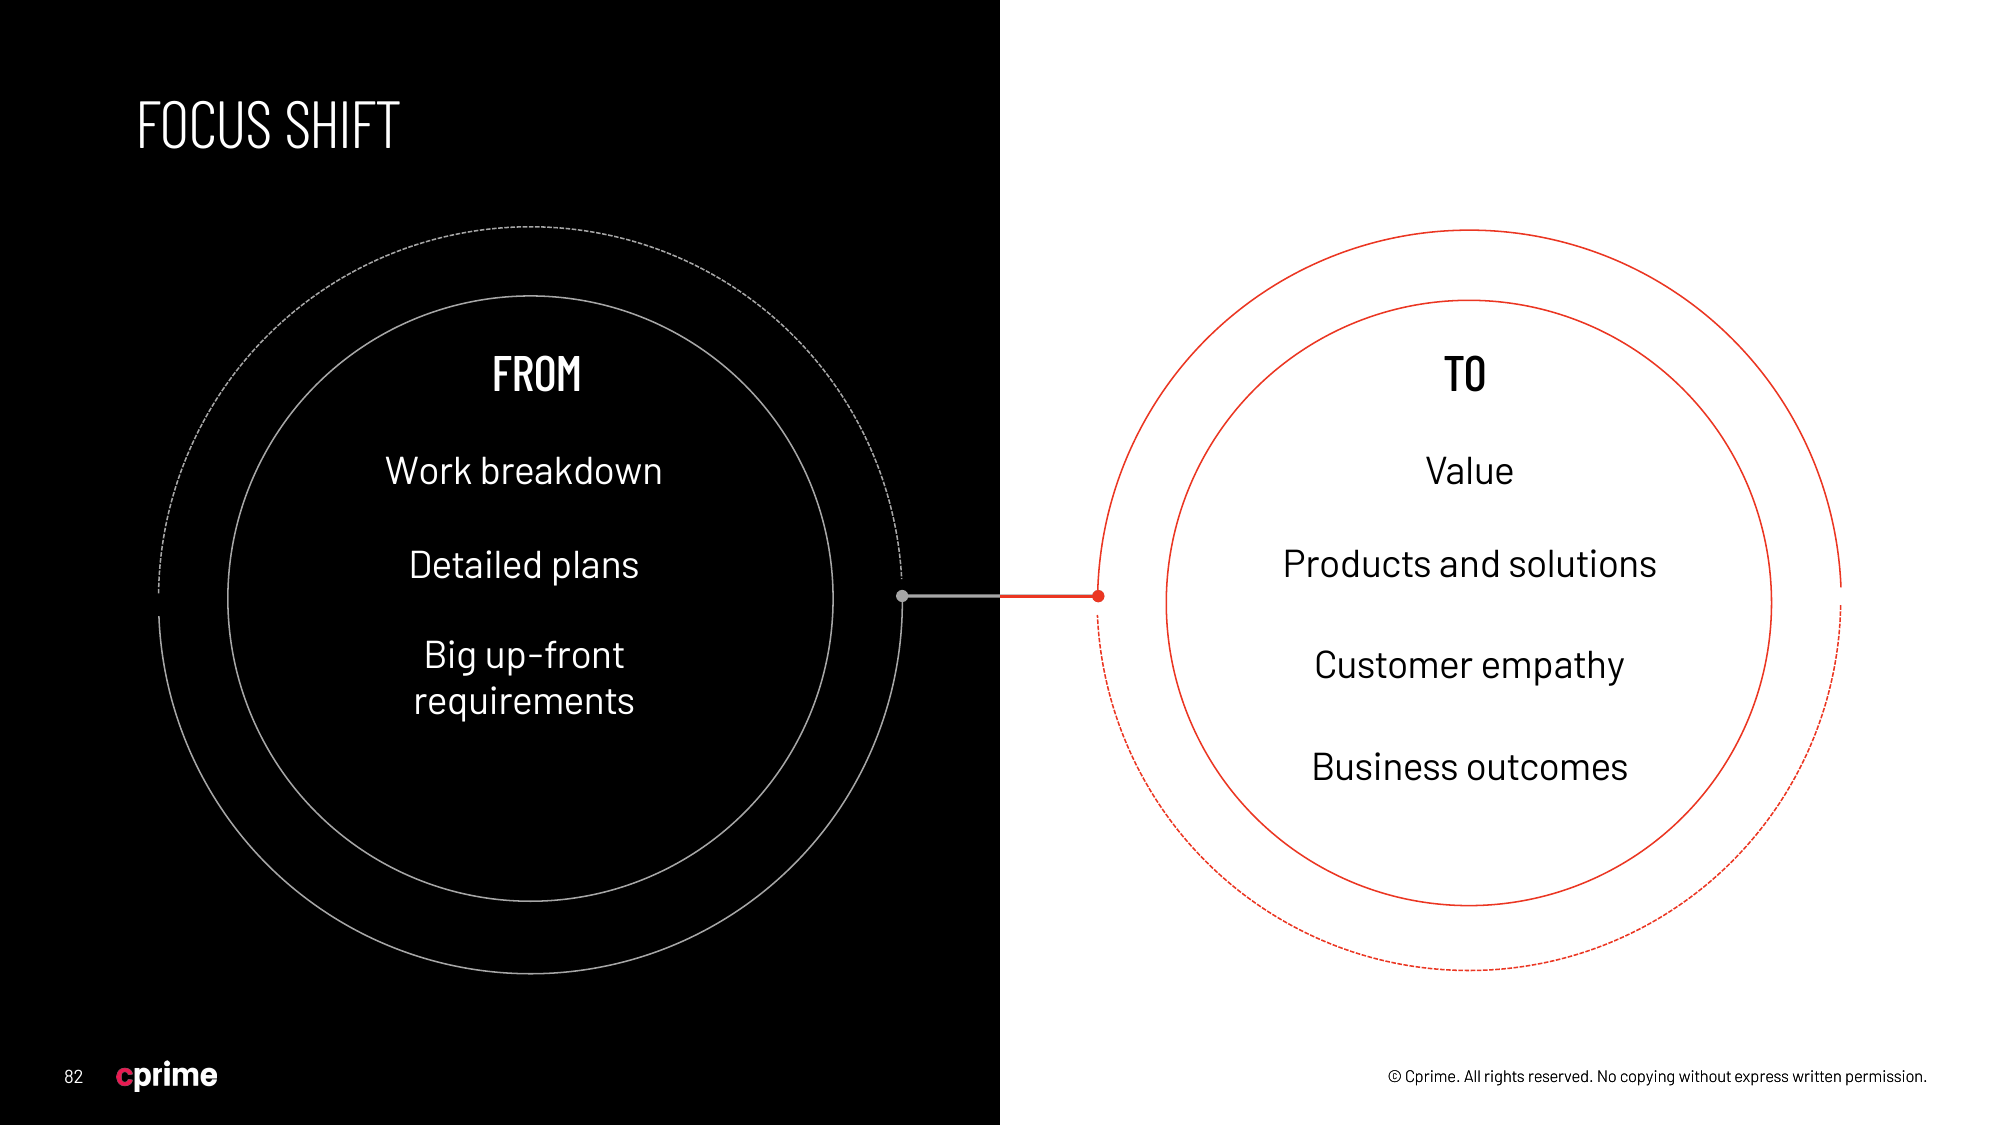 FOCUS SHIFT
FROM
Work breakdown
Detailed plans
Big up-front
requirements
TO
Value
Products and solutions
Customer empathy
Business outcomes
82
cprime
© Cprime. All rights reserved. No copying without express written permission.